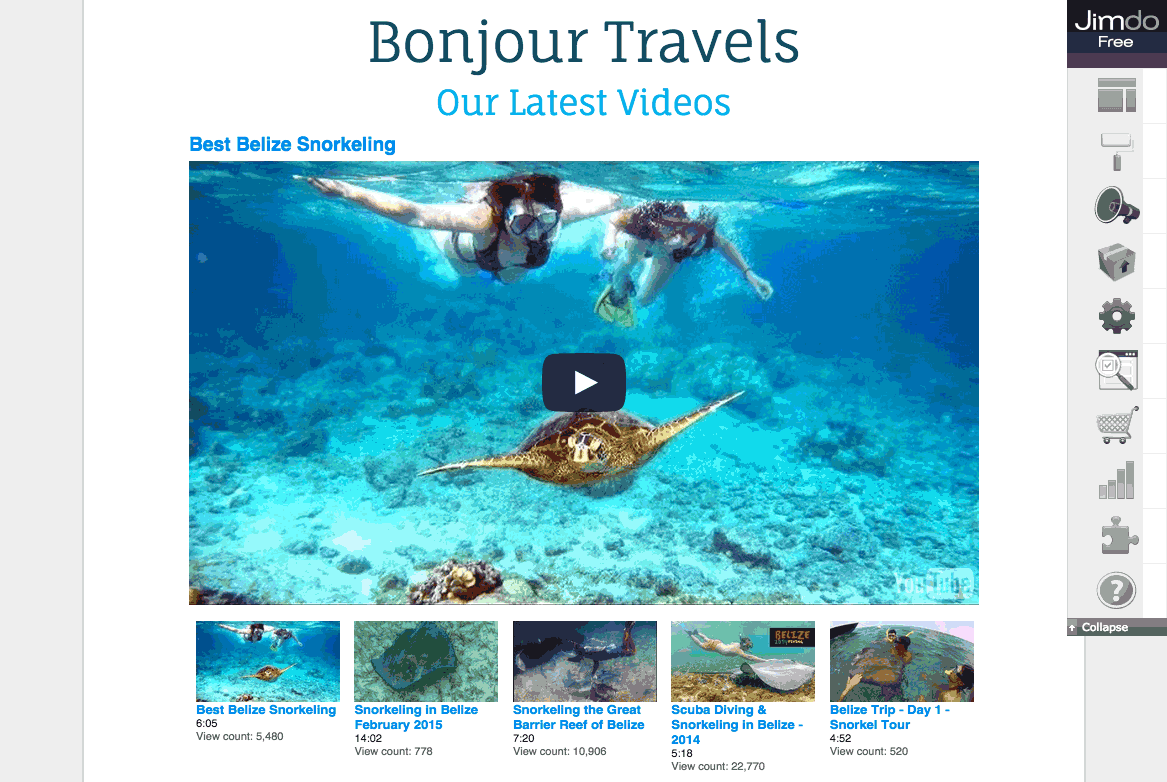 Bonjour Travels
Our Latest Videos
Best Belize Snorkeling
Jimdo
Free
YouTube
Collapse
BELIZE
Best Belize Snorkeling
6:05
View count: 5,480
Snorkeling in Belize
February 2015
14:02
View count: 778
Snorkeling the Great
Barrier Reef of Belize
7:20
View count: 10,906
Scuba Diving &
Snorkeling in Belize -
2014
5:18
View count: 22,770
Belize Trip - Day 1 -
Snorkel Tour
4:52
View count: 520